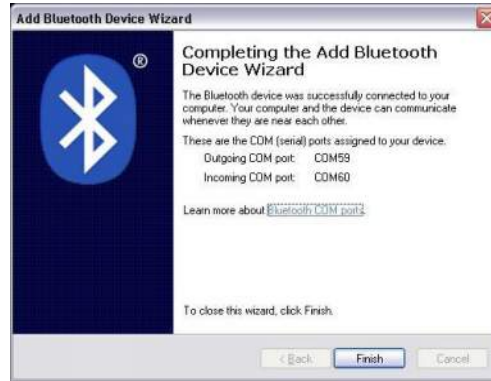 Add Bluetooth Device Wizard
®
Completing the Add Bluetooth
Device Wizard
The Bluetooth device was successfully connected to your
computer. Your computer and the device can communicate
whenever they are near each other.
These are the COM (serial) ports assigned to your device.
Outgoing COM port: COM59
Incoming COM port: COM60
Learn more about Bluetooth COM ports.
To close this wizard, click Finish.
< Back Finish Cancel